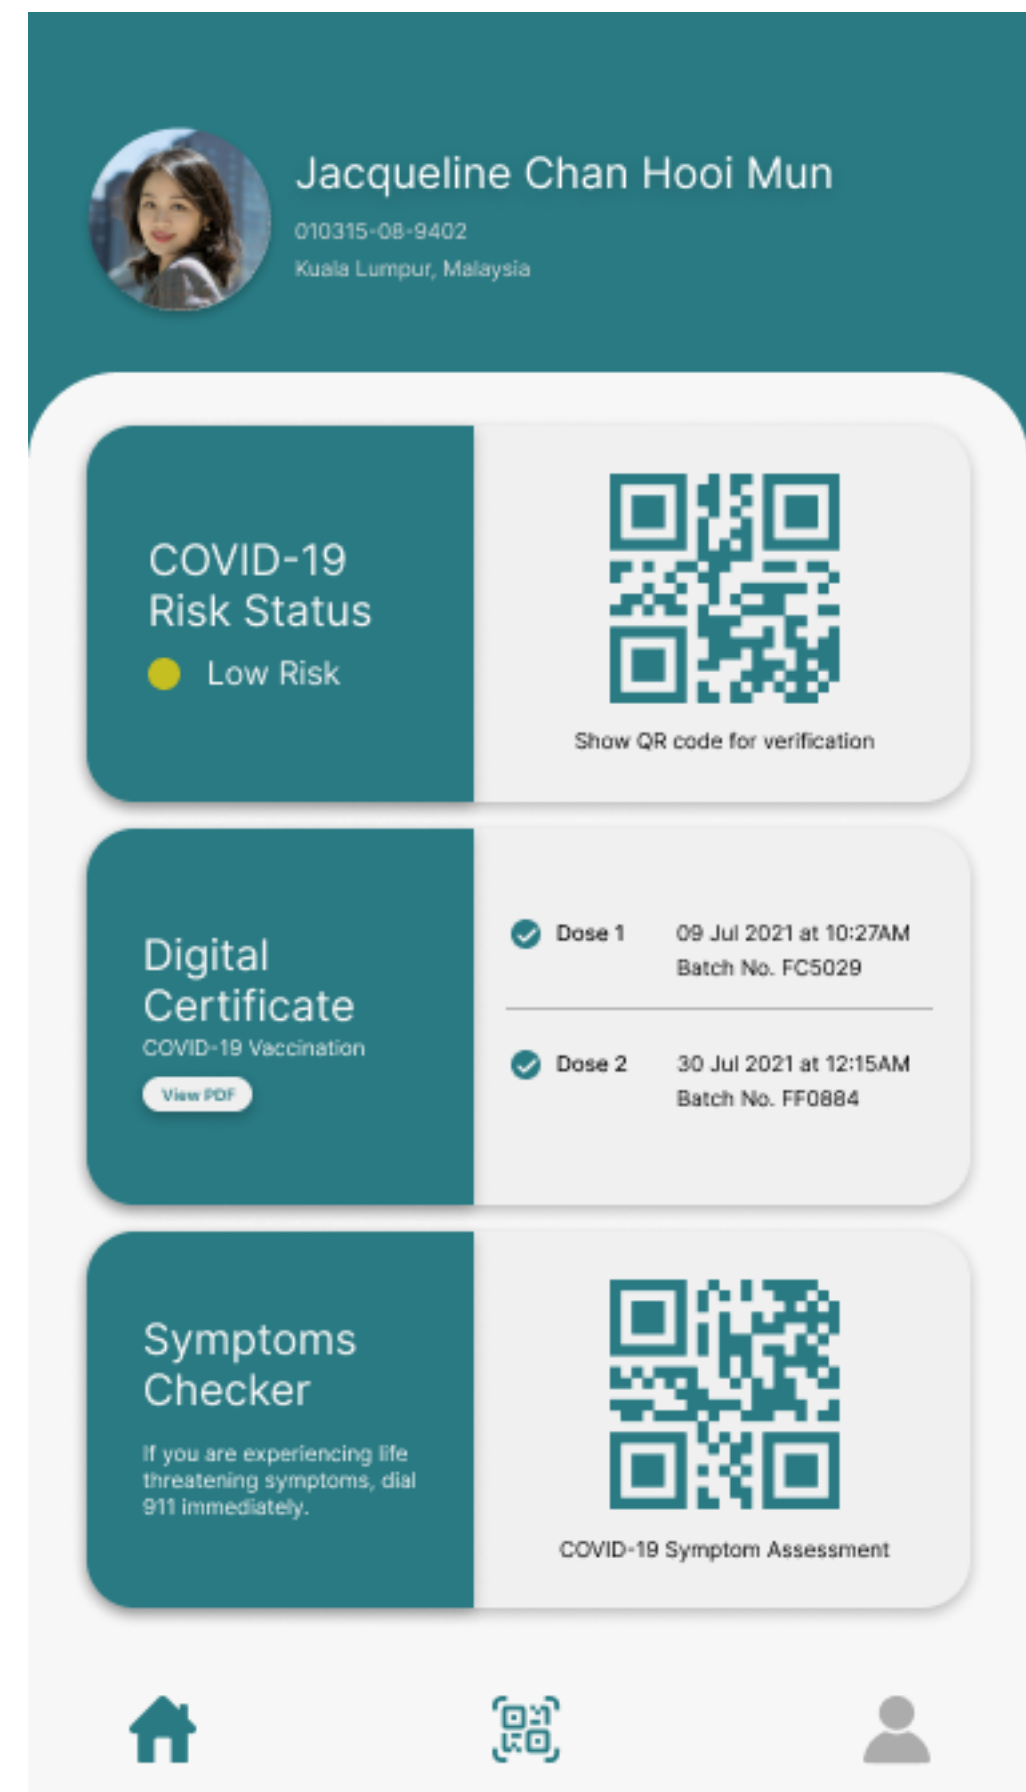 Jacqueline Chan Hooi Mun
010315-08-9402
Kuala Lumpur, Malaysia
COVID-19
Risk Status
Low Risk
Show QR code for verification
Digital
Certificate
COVID-19 Vaccination
View PDF
Dose 1
09 Jul 2021 at 10:27AM
Batch No. FC5029
Dose 2
30 Jul 2021 at 12:15AM
Batch No. FF0884
Symptoms
Checker
If you are experiencing life
threatening symptoms, dial
911 immediately.
COVID-19 Symptom Assessment